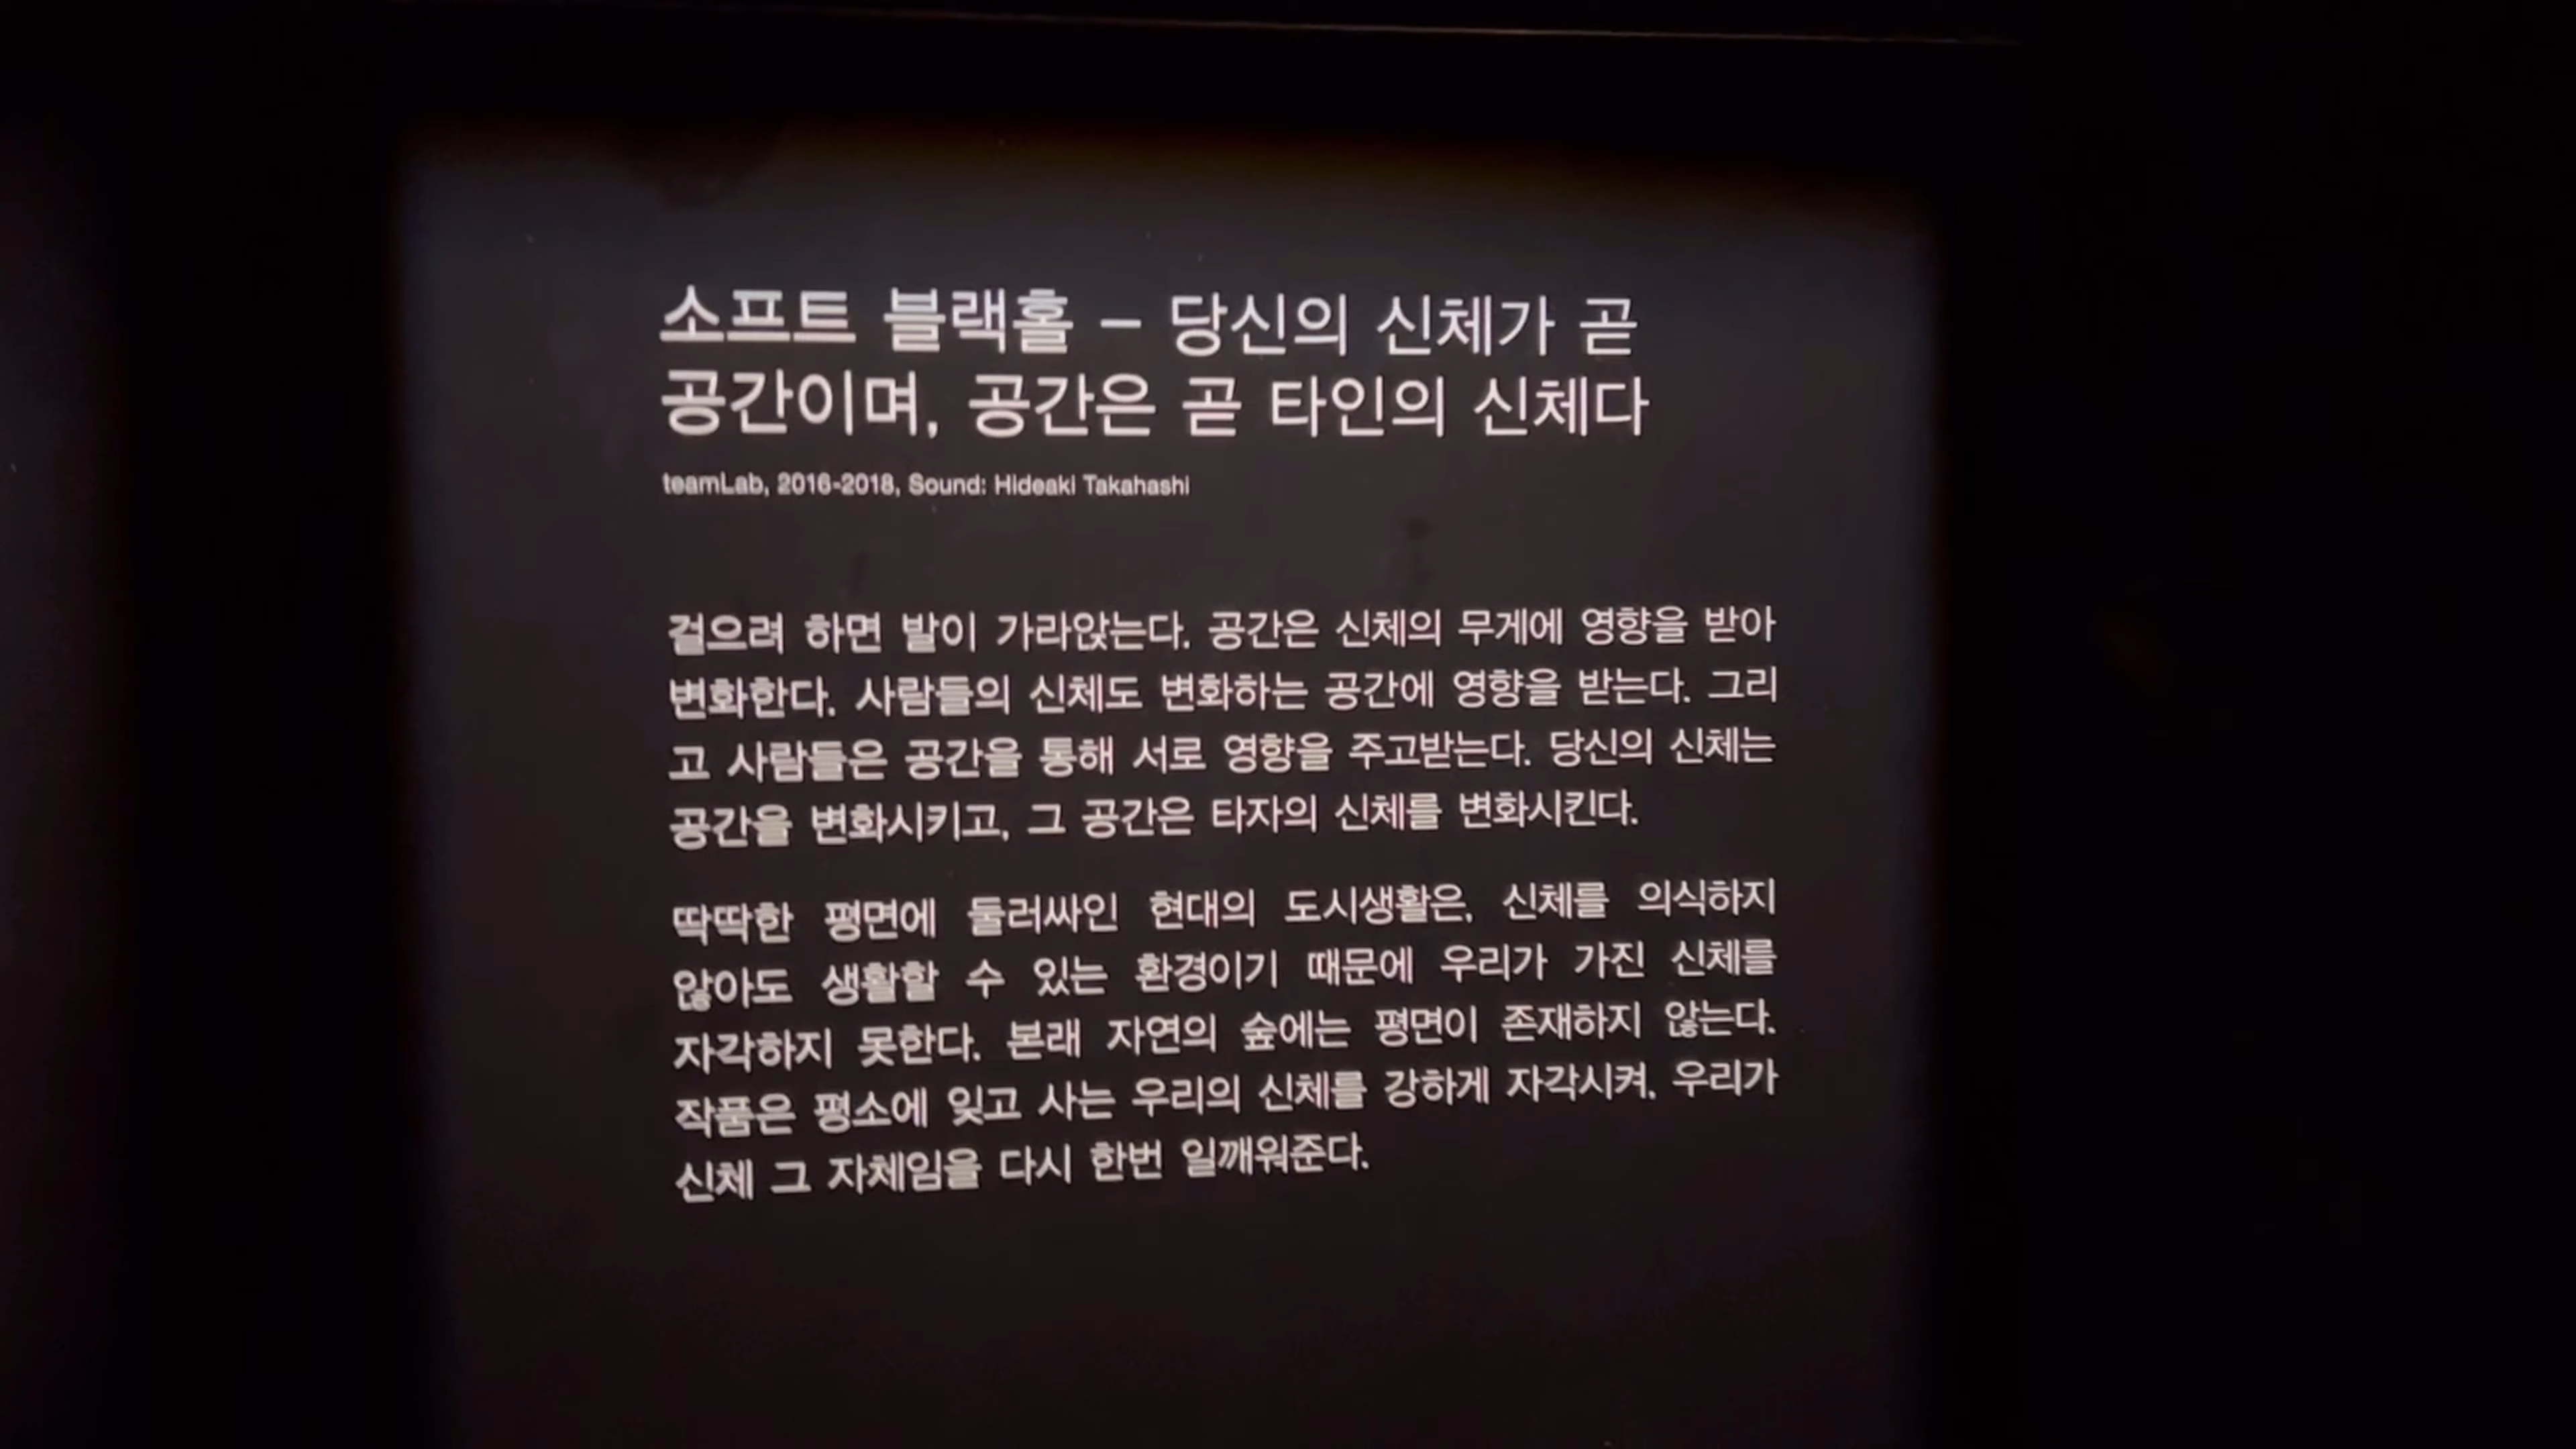 소프트 블랙홀 – 당신의 신체가 곧
공간이며, 공간은 곧 타인의 신체다
teamLab, 2016-2018, Sound: Hideaki Takahashi
걸으려 하면 발이 가라앉는다. 공간은 신체의 무게에 영향을 받아
변화한다. 사람들의 신체도 변화하는 공간에 영향을 받는다. 그리
고 사람들은 공간을 통해 서로 영향을 주고받는다. 당신의 신체는
공간을 변화시키고, 그 공간은 타자의 신체를 변화시킨다.
딱딱한 평면에 둘러싸인 현대의 도시생활은, 신체를 의식하지
않아도 생활할 수 있는 환경이기 때문에 우리가 가진 신체를
자각하지 못한다. 본래 자연의 숲에는 평면이 존재하지 않는다.
작품은 평소에 잊고 사는 우리의 신체를 강하게 자각시켜, 우리가
신체 그 자체임을 다시 한번 일깨워준다.